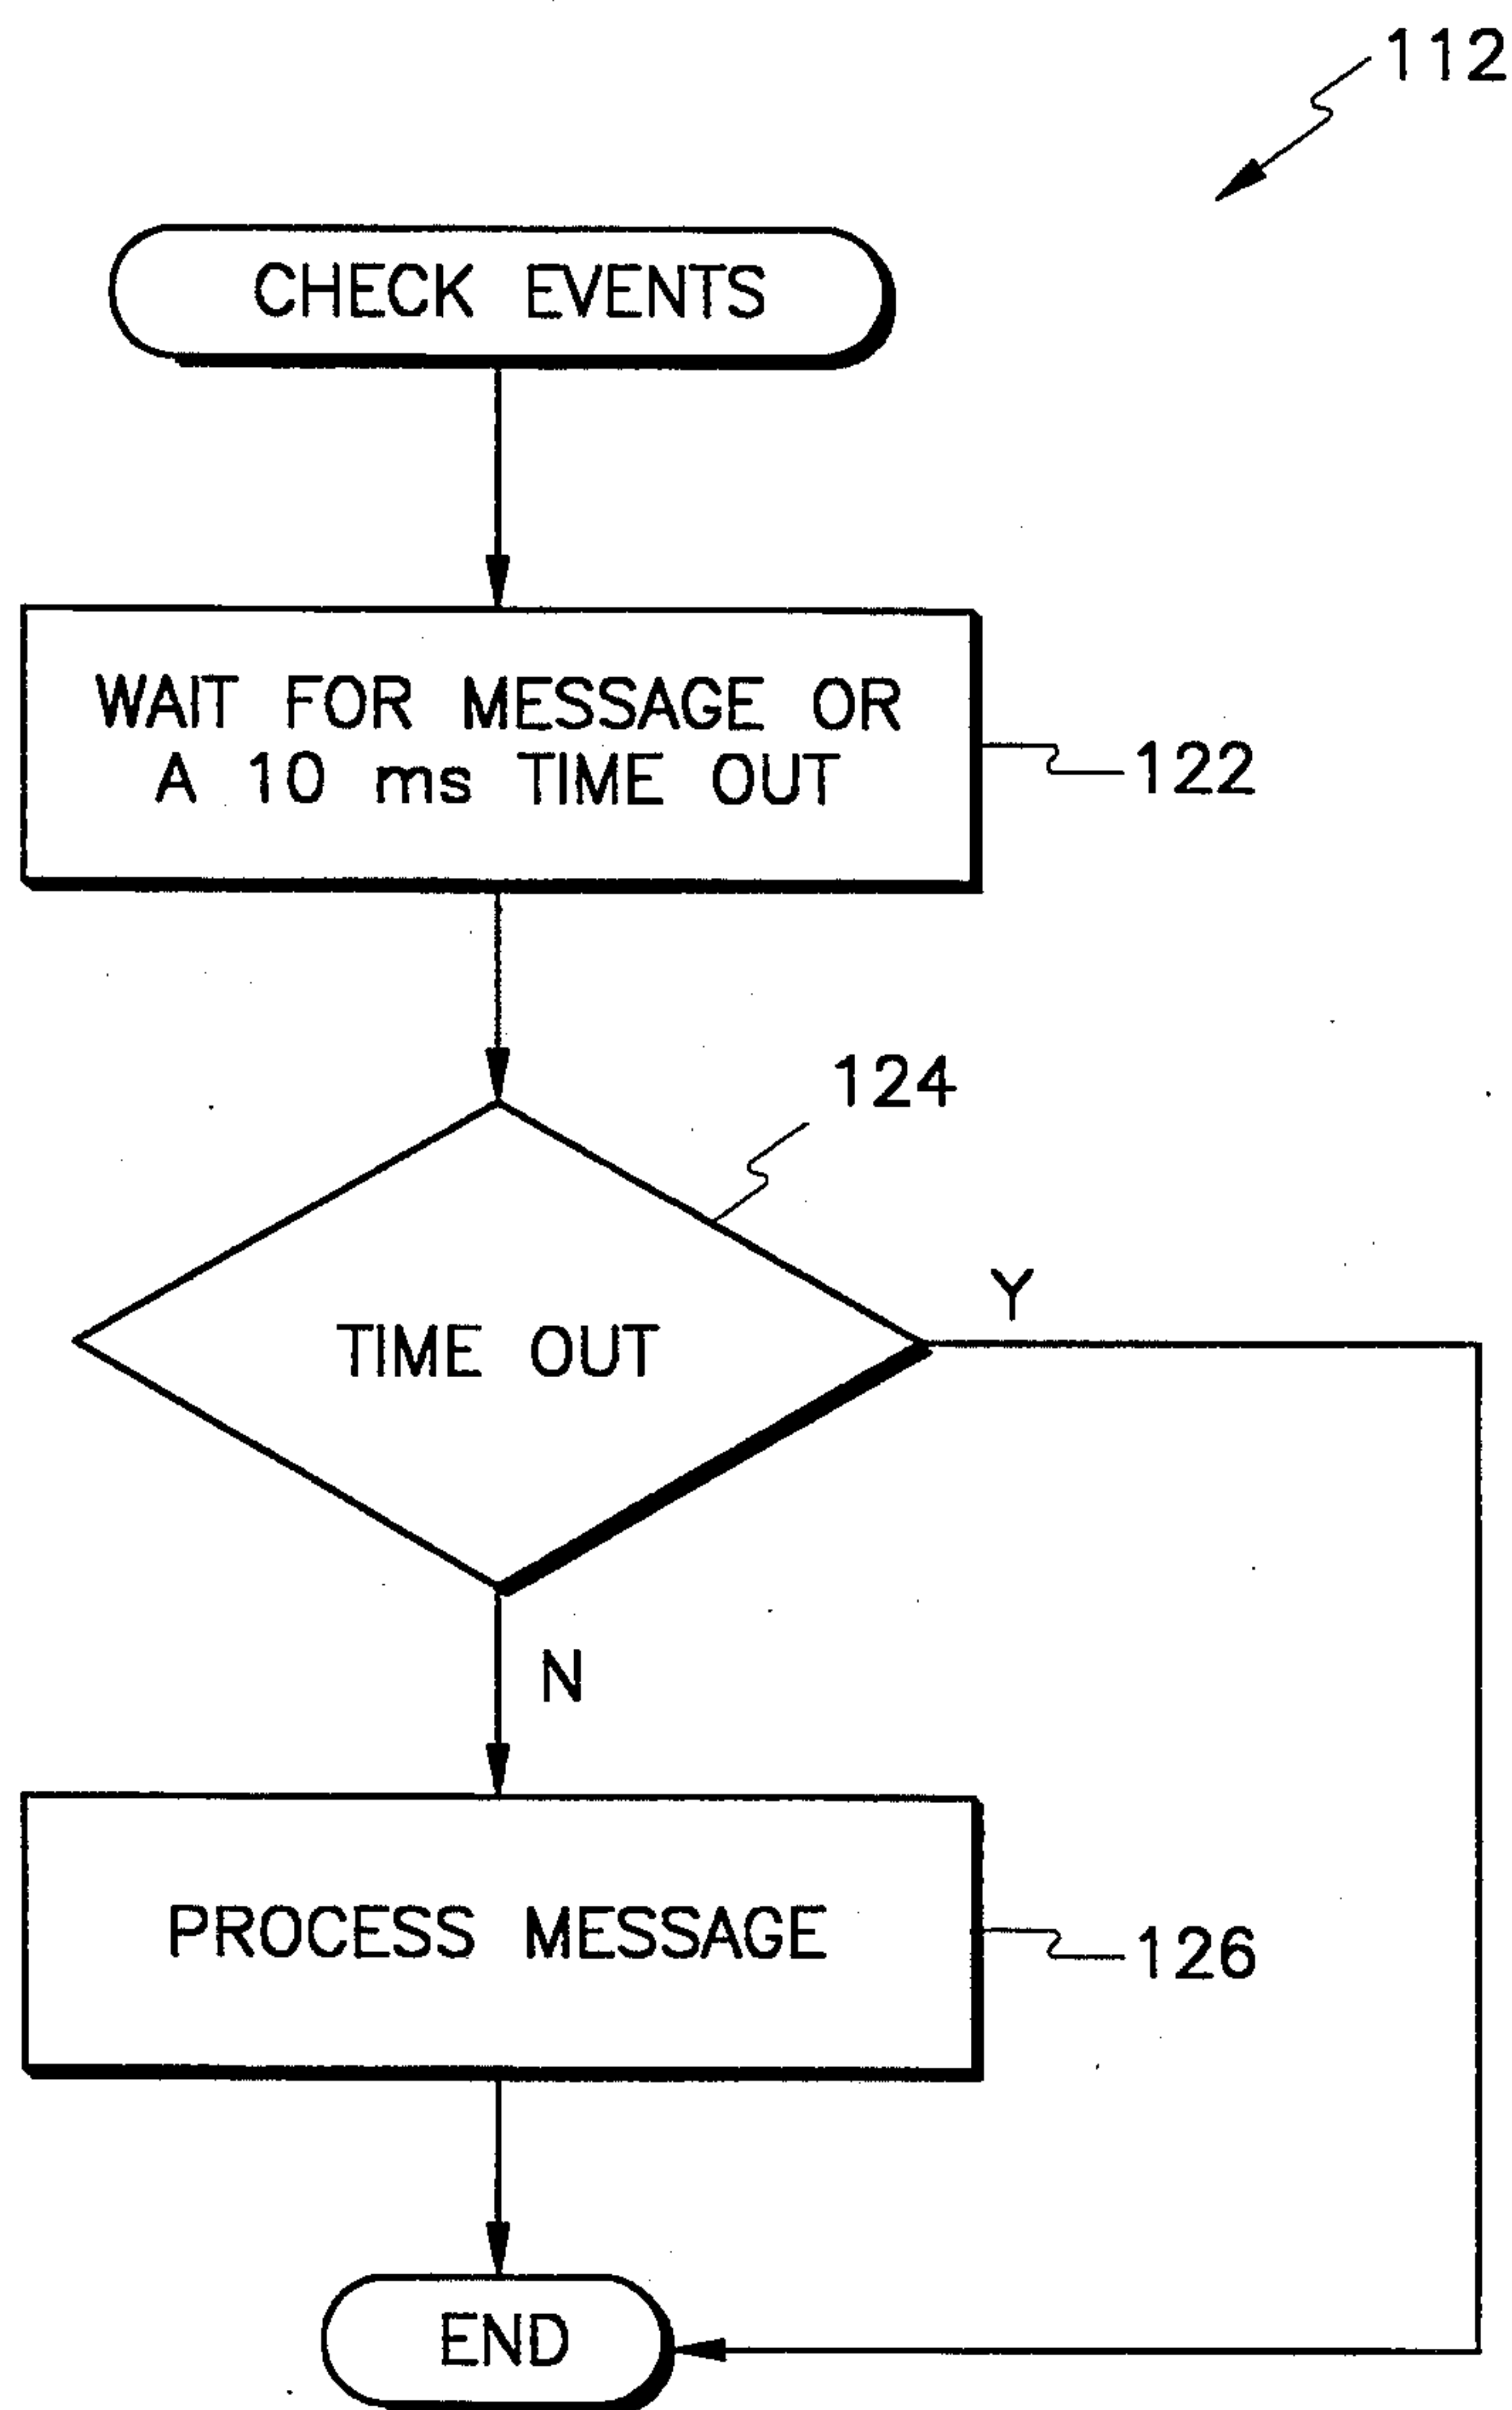 112
CHECK EVENTS
WAIT FOR MESSAGE OR
A 10 ms TIME OUT
122
124
TIME OUT
Y
N
PROCESS MESSAGE
126
END